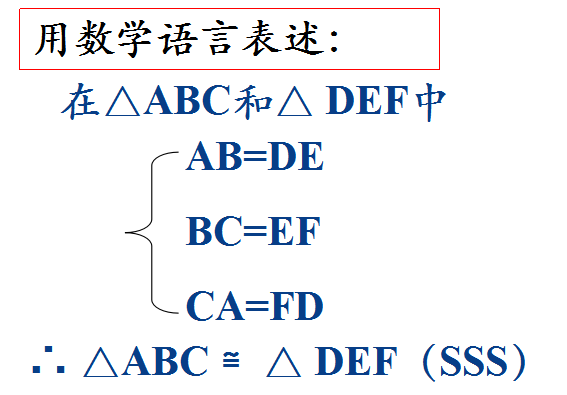 用数学语言表述：
在△ABC和△ DEF中
AB=DE
BC=EF
CA=FD
∴ △ABC ≌ △ DEF（SSS）